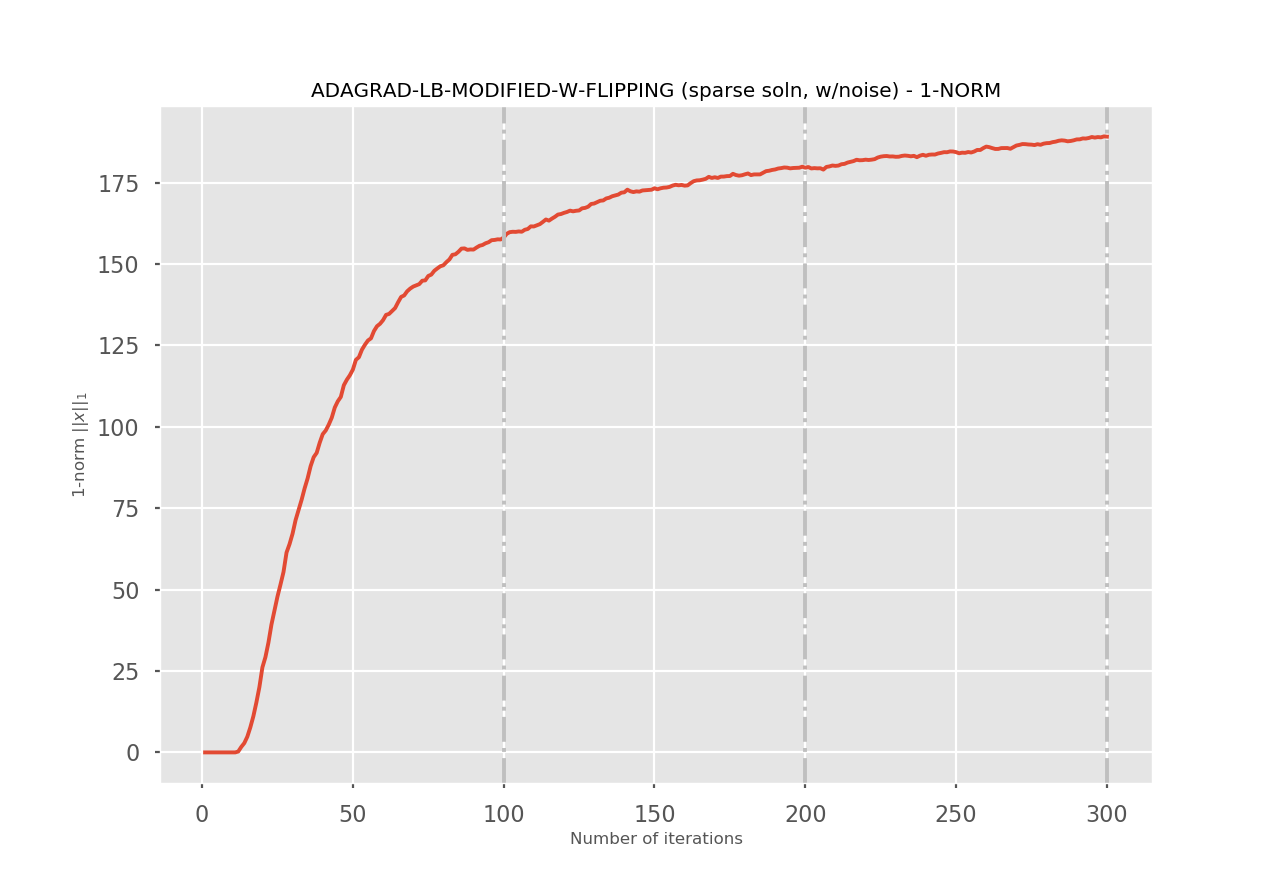 ADAGRAD-LB-MODIFIED-W-FLIPPING (sparse soln, w/noise) - 1-NORM
1-norm ||x||₁
175
150
125
100
75
50
25
0
0 50 100 150 200 250 300
Number of iterations